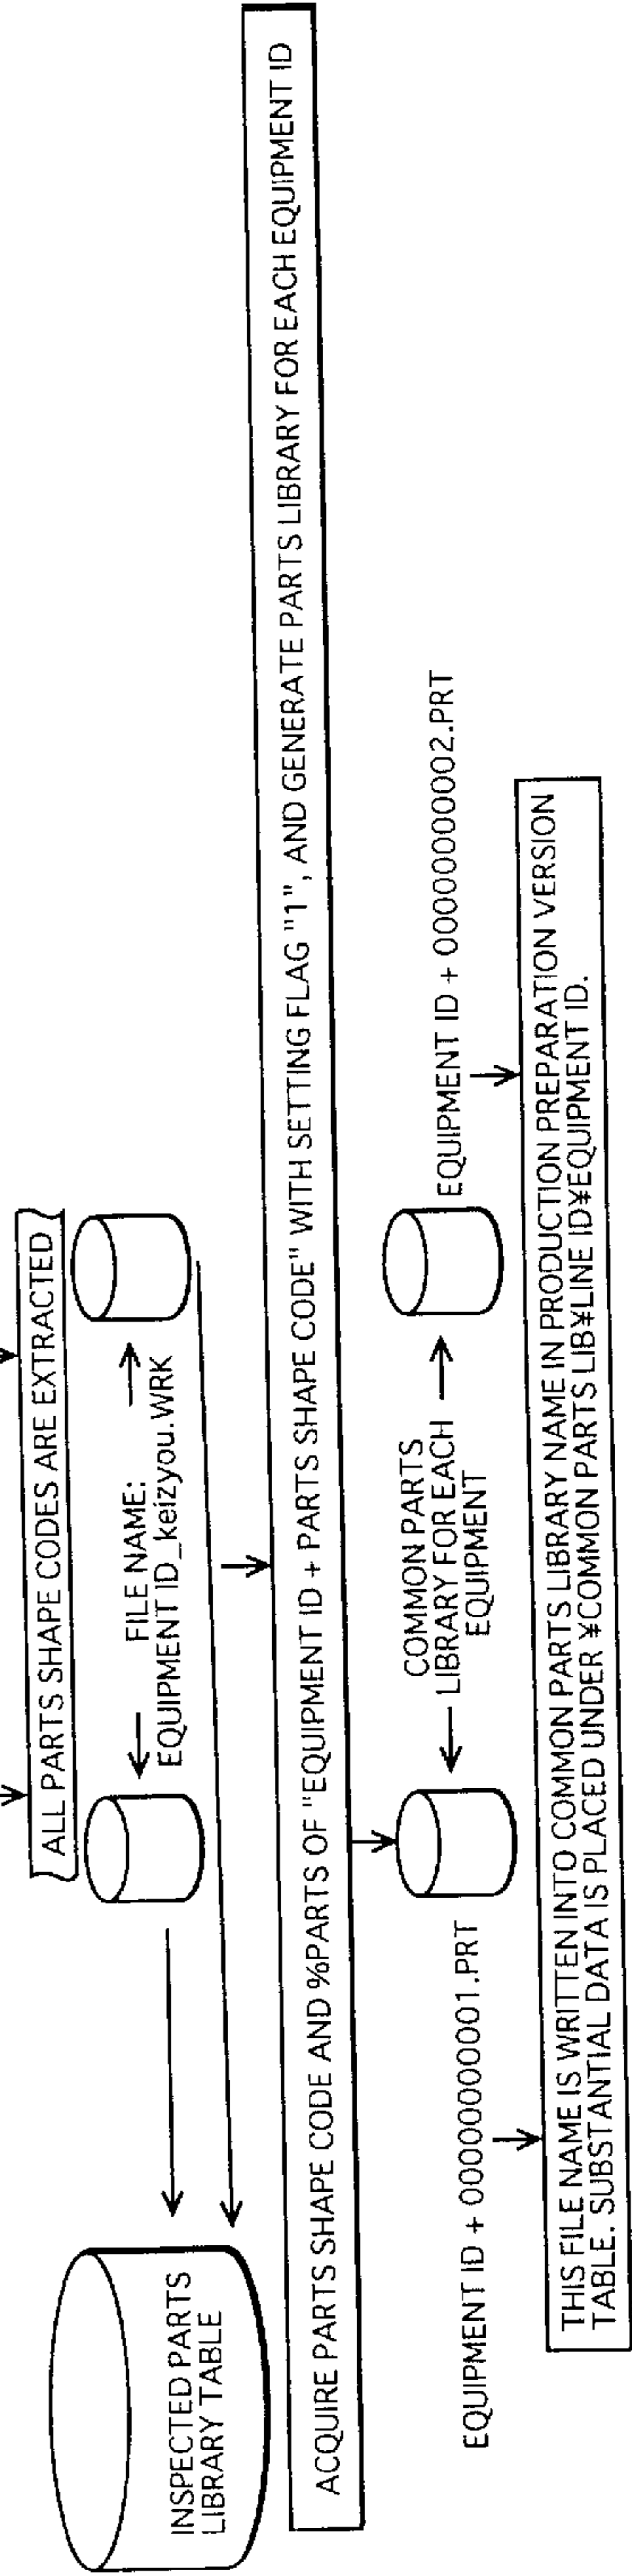 ALL PARTS SHAPE CODES ARE EXTRACTED
FILE NAME:
EQUIPMENT ID_keizyou.WRK
INSPECTED PARTS
LIBRARY TABLE
ACQUIRE PARTS SHAPE CODE AND %PARTS OF "EQUIPMENT ID + PARTS SHAPE CODE" WITH SETTING FLAG "1", AND GENERATE PARTS LIBRARY FOR EACH EQUIPMENT ID
COMMON PARTS
LIBRARY FOR EACH
EQUIPMENT
EQUIPMENT ID + 00000000001.PRT
EQUIPMENT ID + 00000000002.PRT
THIS FILE NAME IS WRITTEN INTO COMMON PARTS LIBRARY NAME IN PRODUCTION PREPARATION VERSION
TABLE. SUBSTANTIAL DATA IS PLACED UNDER ¥COMMON PARTS LIB¥LINE ID¥EQUIPMENT ID.